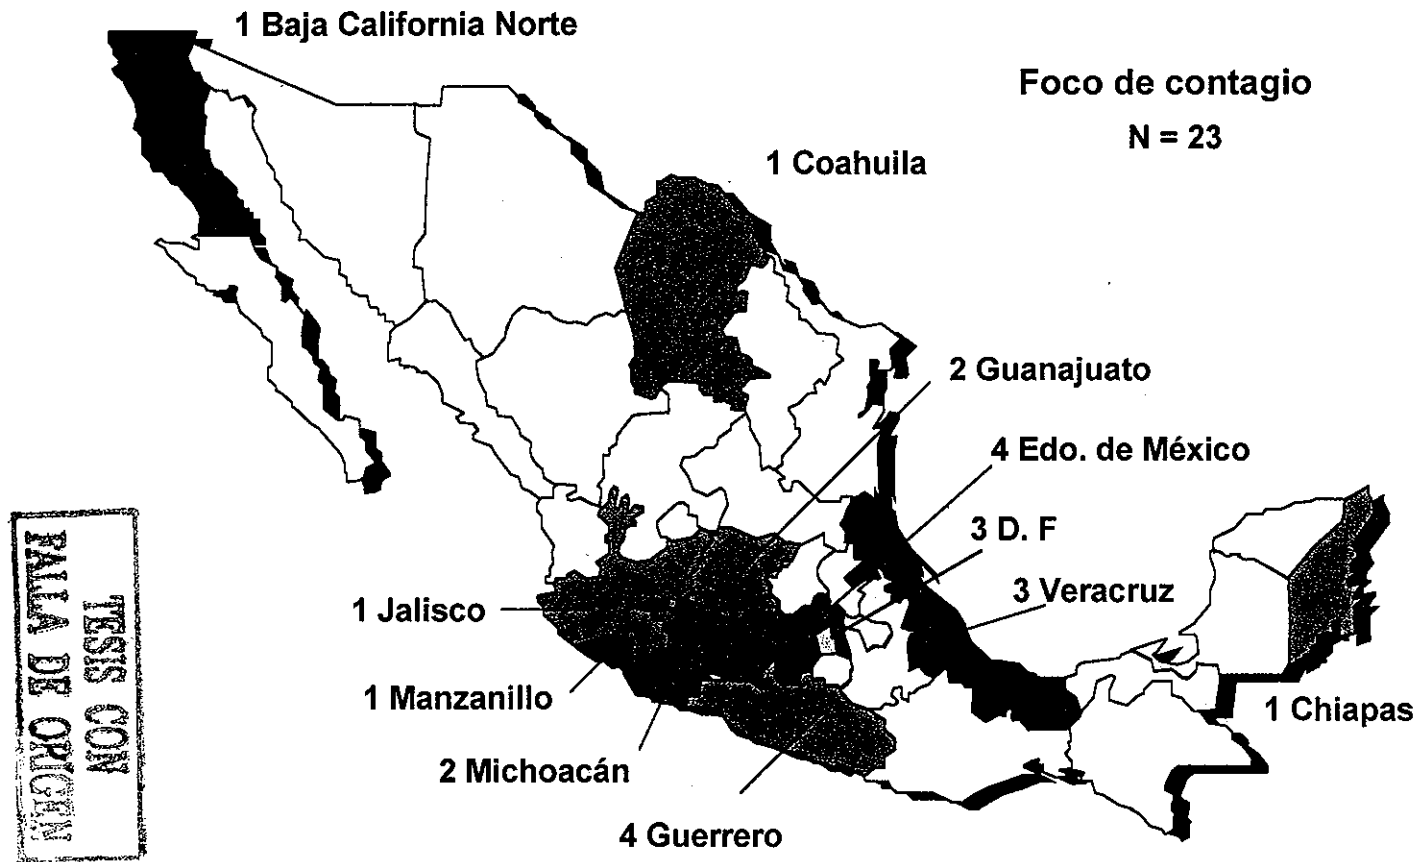 1 Baja California Norte
Foco de contagio
N = 23
1 Coahuila
2 Guanajuato
4 Edo. de México
3 D. F
3 Veracruz
1 Jalisco
1 Manzanillo
1 Chiapas
2 Michoacán
4 Guerrero
TESIS CON
FALLA DE ORIGEN